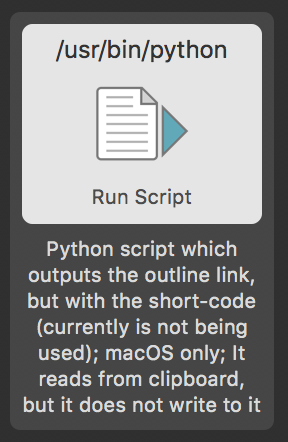 /usr/bin/python
Run Script
Python script which
outputs the outline link,
but with the short-code
(currently is not being
used); macOS only; It
reads from clipboard,
but it does not write to it